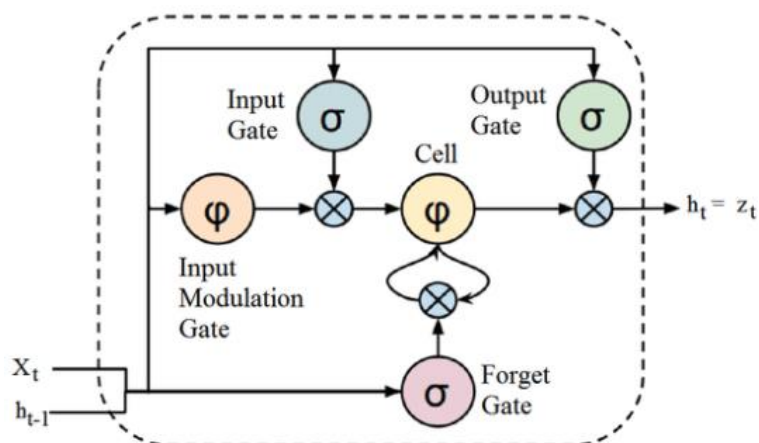 Input
Gate
σ
Output
Gate
σ
Cell
φ
φ
h_t = z_t
Input
Modulation
Gate
X_t
h_t-1
σ
Forget
Gate